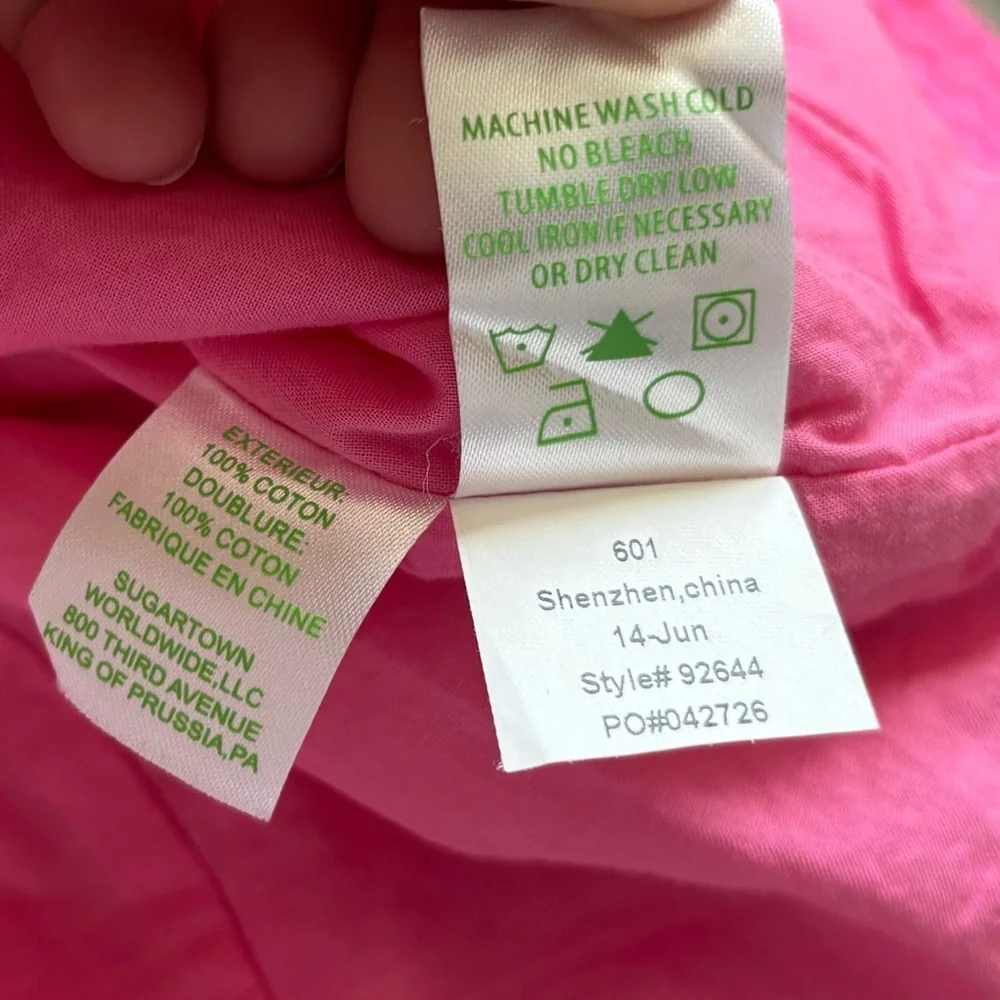 MACHINE WASH COLD
NO BLEACH
TUMBLE DRY LOW
COOL IRON IF NECESSARY
OR DRY CLEAN
EXTERIEUR:
100% COTON
DOUBLURE:
100% COTON
FABRIQUE EN CHINE
SUGARTOWN
WORLDWIDE,LLC
800 THIRD AVENUE
KING OF PRUSSIA,PA
601
Shenzhen,china
14-Jun
Style# 92644
PO#042726